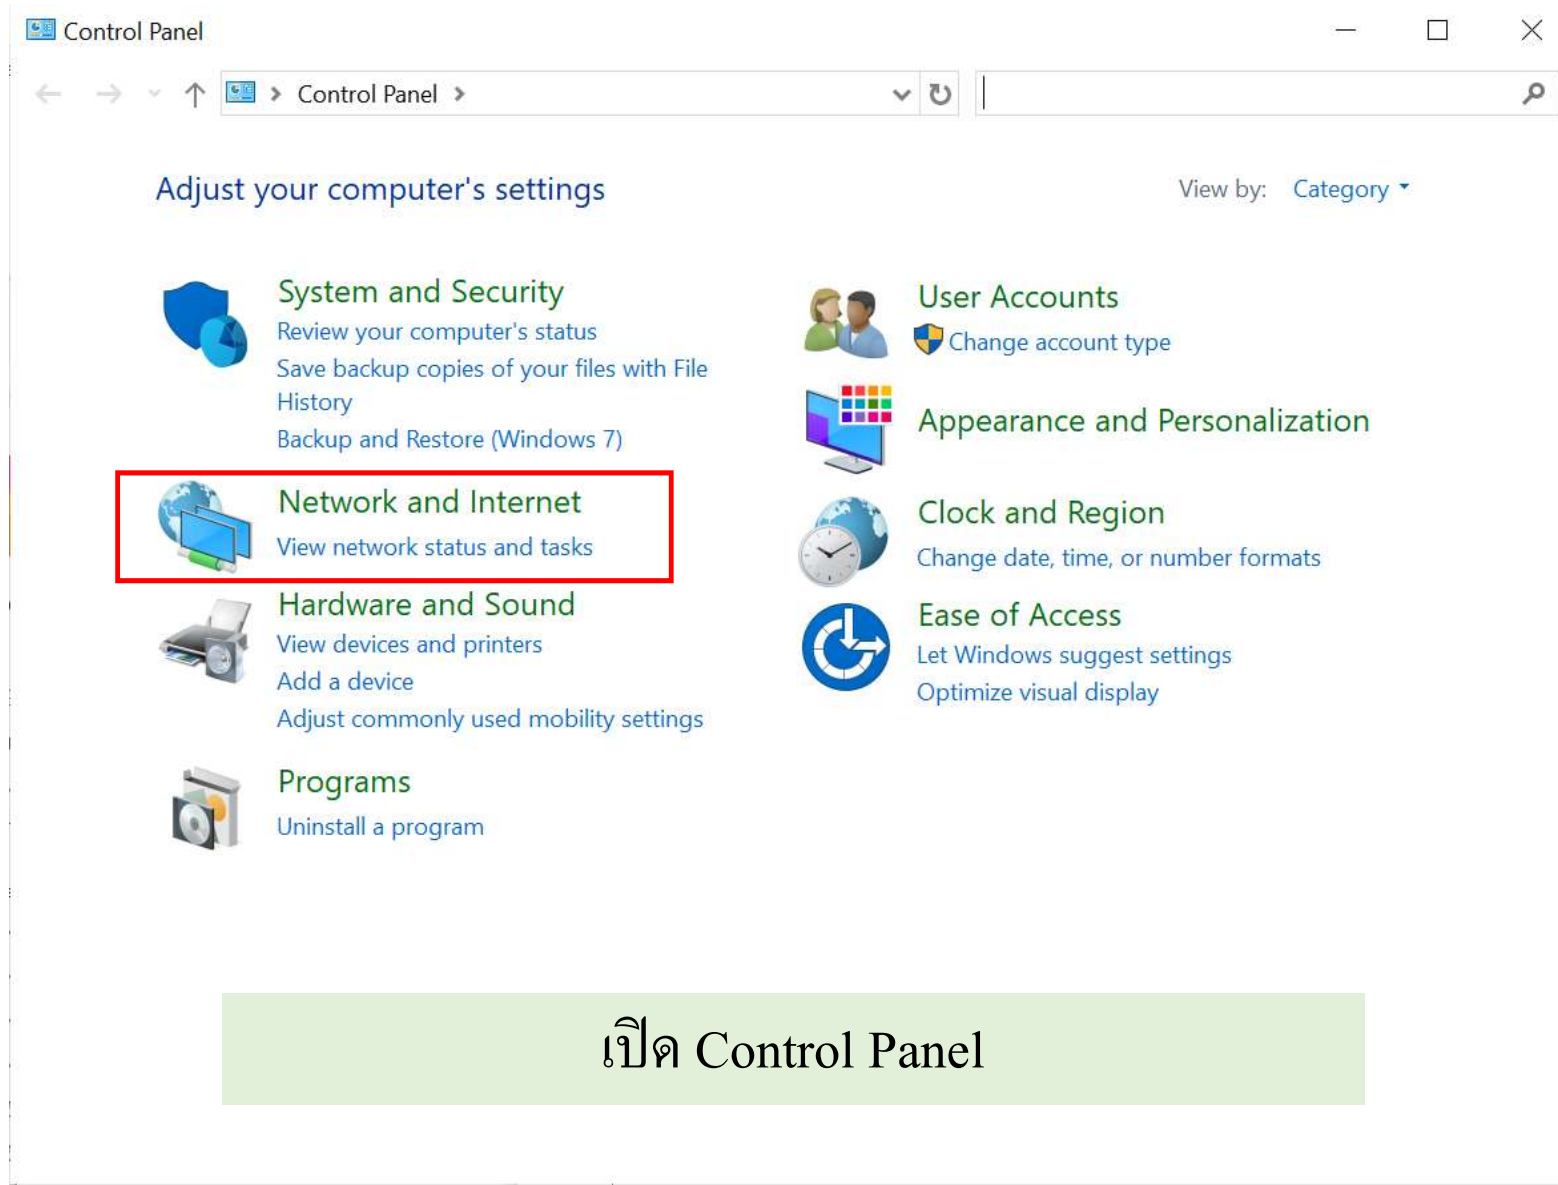 Control Panel
Control Panel
Adjust your computer's settings
View by: Category
System and Security
Review your computer's status
Save backup copies of your files with File
History
Backup and Restore (Windows 7)
Network and Internet
View network status and tasks
Hardware and Sound
View devices and printers
Add a device
Adjust commonly used mobility settings
Programs
Uninstall a program
User Accounts
Change account type
Appearance and Personalization
Clock and Region
Change date, time, or number formats
Ease of Access
Let Windows suggest settings
Optimize visual display
เปิด Control Panel